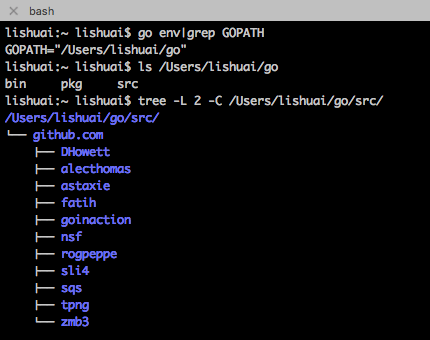 bash
lishuai:~ lishuai$ go env|grep GOPATH
GOPATH="/Users/lishuai/go"
lishuai:~ lishuai$ ls /Users/lishuai/go
bin pkg src
lishuai:~ lishuai$ tree -L 2 -C /Users/lishuai/go/src/
/Users/lishuai/go/src/
└── github.com
    ├── DHowett
    ├── alecthomas
    ├── astaxie
    ├── fatih
    ├── goinaction
    ├── nsf
    ├── rogpeppe
    ├── sli4
    ├── sqs
    ├── tpng
    └── zmb3